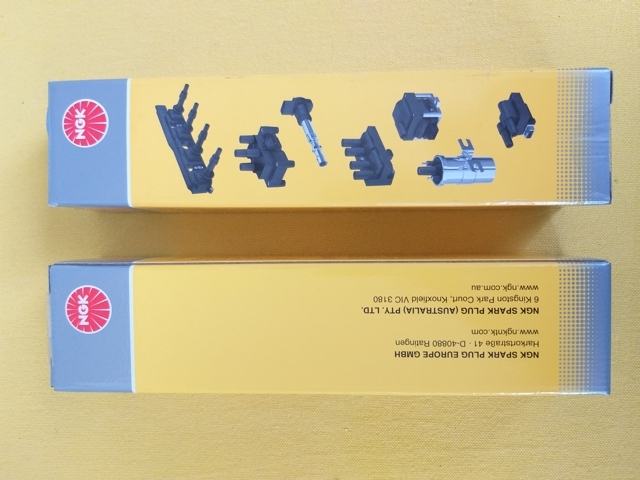 NGK
NGK
NGK SPARK PLUG EUROPE GMBH
Harkortstraße 41 · D-40880 Ratingen
www.ngkntk.com
NGK SPARK PLUG (AUSTRALIA) PTY. LTD.
6 Kingston Park Court, Knoxfield VIC 3180
www.ngk.com.au